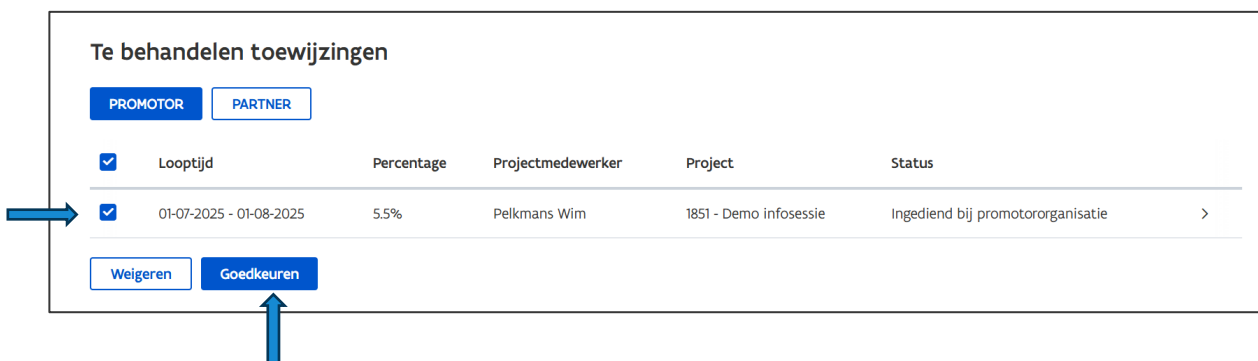 Te behandelen toewijzingen
PROMOTOR PARTNER
Looptijd Percentage Projectmedewerker Project Status
01-07-2025 - 01-08-2025 5.5% Pelkmans Wim 1851 - Demo infosessie Ingediend bij promotororganisatie
Weigeren Goedkeuren